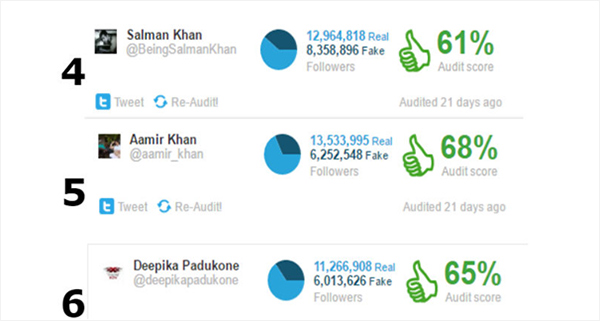 4
Salman Khan
@BeingSalmanKhan
12,964,818 Real
8,358,896 Fake
Followers
61%
Audit score
Tweet Re-Audit!
Audited 21 days ago
5
Aamir Khan
@aamir_khan
13,533,995 Real
6,252,548 Fake
Followers
68%
Audit score
Tweet Re-Audit!
Audited 21 days ago
6
Deepika Padukone
@deepikapadukone
11,266,908 Real
6,013,626 Fake
Followers
65%
Audit score